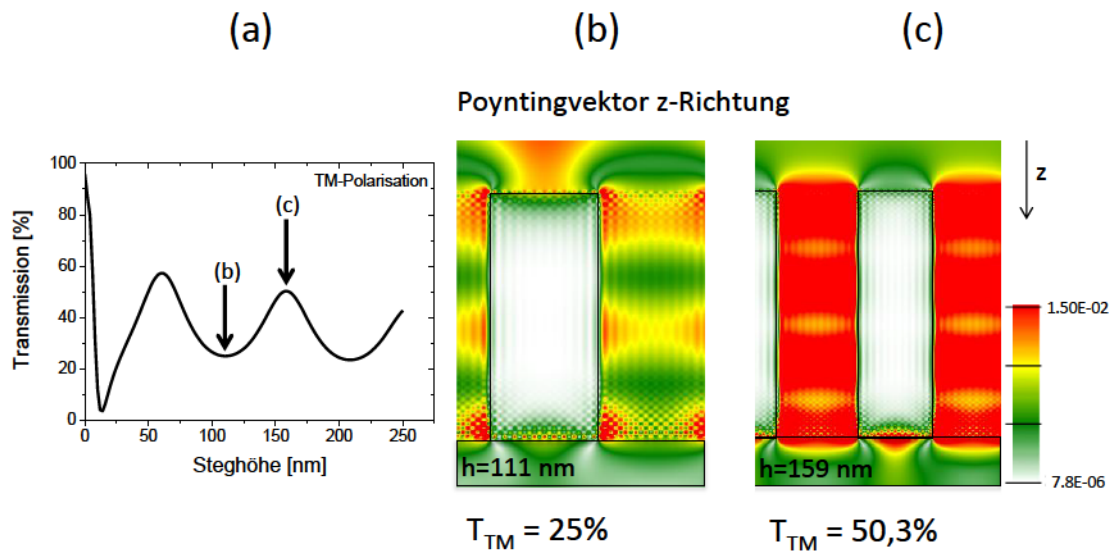 (a)
(b)
(c)
Poyntingvektor z-Richtung
100
80
60
40
20
0
Transmission [%]
TM-Polarisation
(b)
(c)
0
50
100
150
200
250
Steghöhe [nm]
h=111 nm
h=159 nm
z
1.50E-02
7.8E-06
T_TM = 25%
T_TM = 50,3%